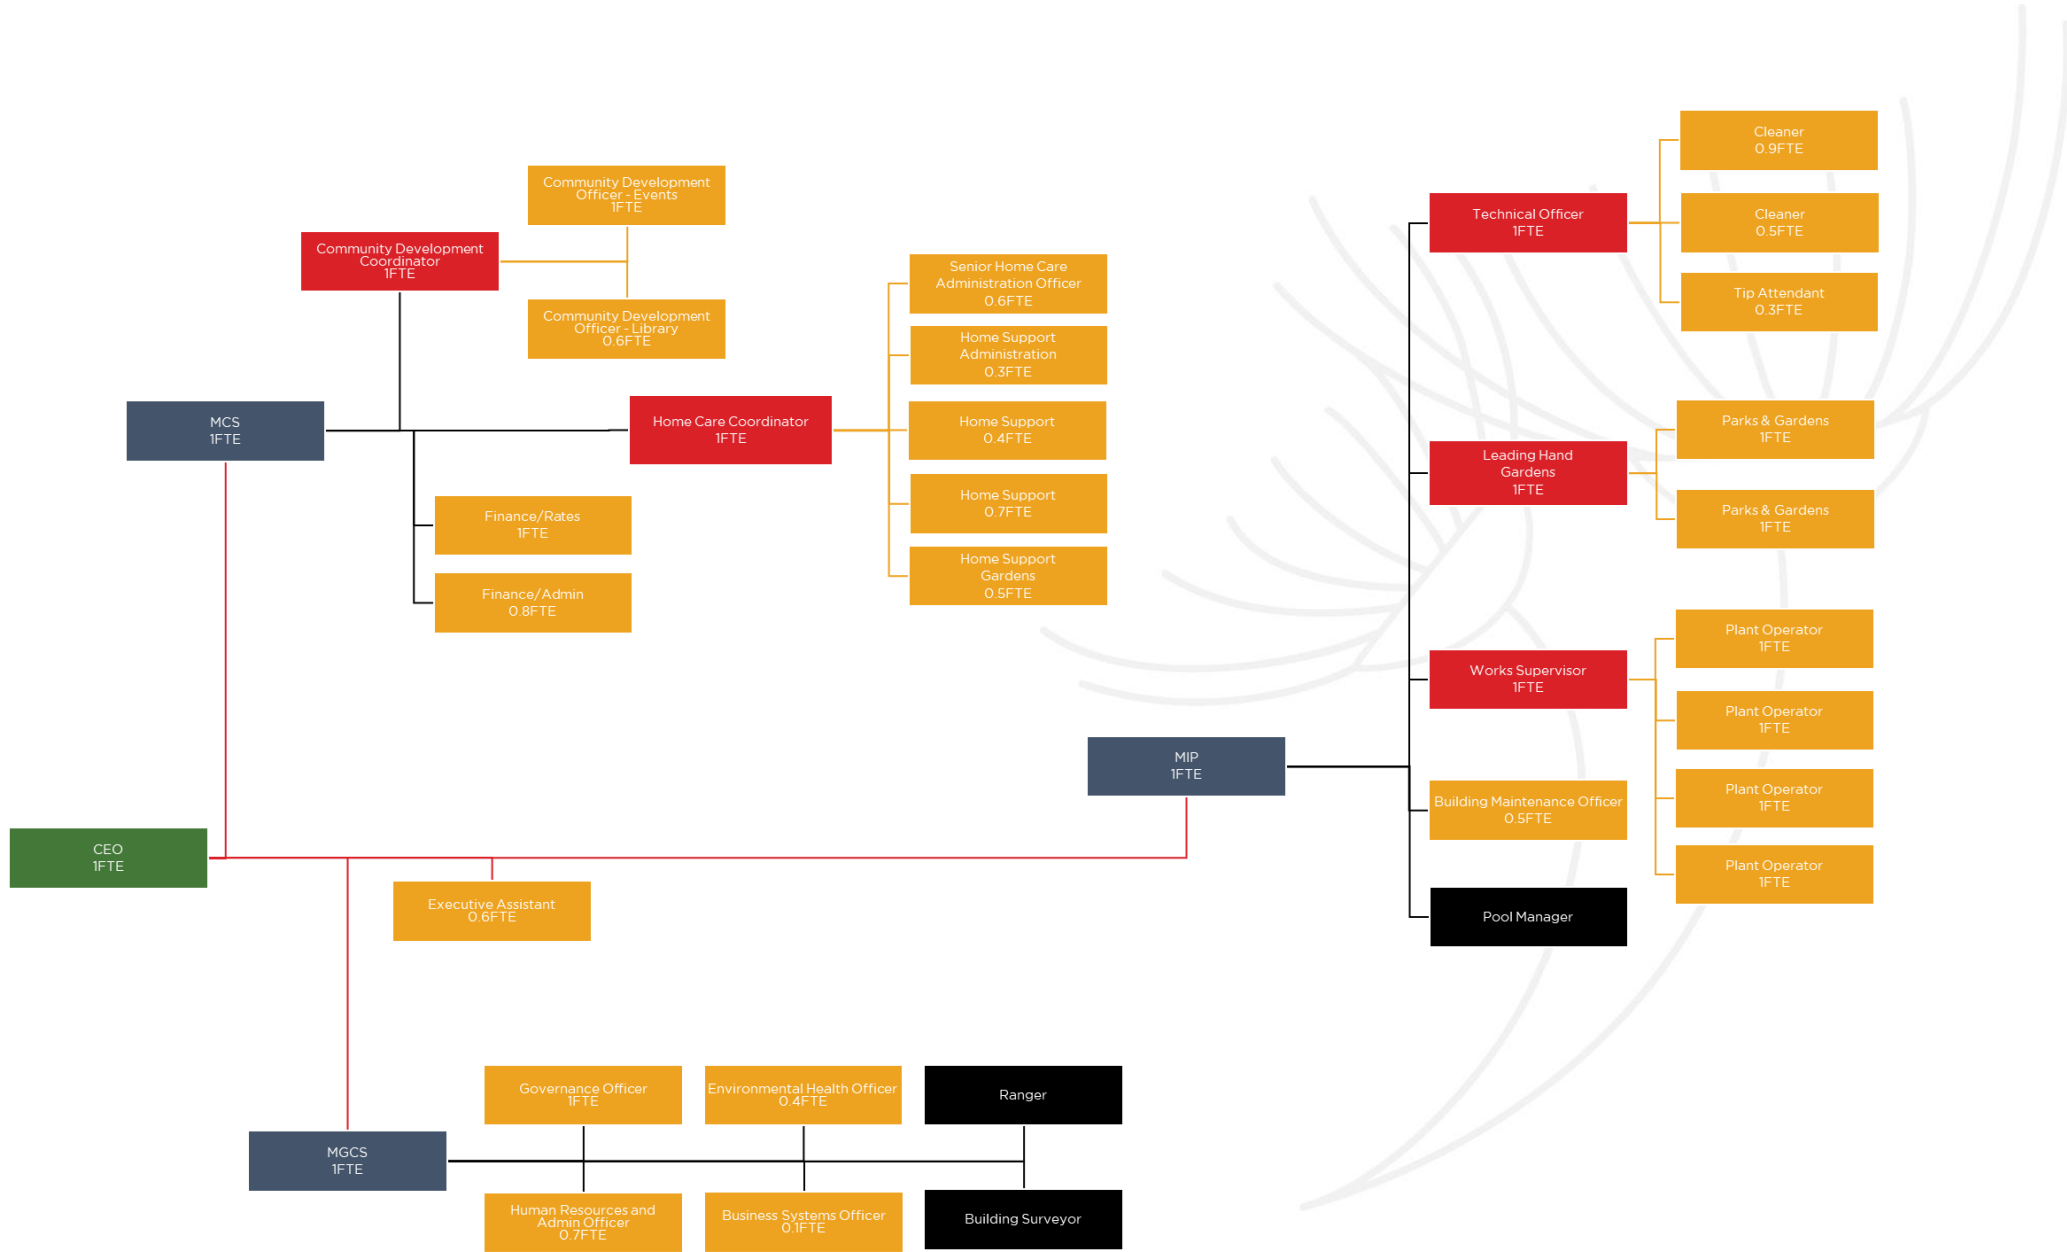 Community Development
Officer - Events
1FTE
Community Development
Coordinator
1FTE
Community Development
Officer - Library
0.6FTE
MCS
1FTE
Home Care Coordinator
1FTE
Senior Home Care
Administration Officer
0.6FTE
Home Support
Administration
0.3FTE
Home Support
0.4FTE
Home Support
0.7FTE
Home Support
Gardens
0.5FTE
Finance/Rates
1FTE
Finance/Admin
0.8FTE
CEO
1FTE
Executive Assistant
0.6FTE
MIP
1FTE
Technical Officer
1FTE
Cleaner
0.9FTE
Cleaner
0.5FTE
Tip Attendant
0.3FTE
Leading Hand
Gardens
1FTE
Parks & Gardens
1FTE
Parks & Gardens
1FTE
Works Supervisor
1FTE
Plant Operator
1FTE
Plant Operator
1FTE
Plant Operator
1FTE
Plant Operator
1FTE
Building Maintenance Officer
0.5FTE
Pool Manager
MGCS
1FTE
Governance Officer
1FTE
Environmental Health Officer
0.4FTE
Ranger
Human Resources and
Admin Officer
0.7FTE
Business Systems Officer
0.1FTE
Building Surveyor